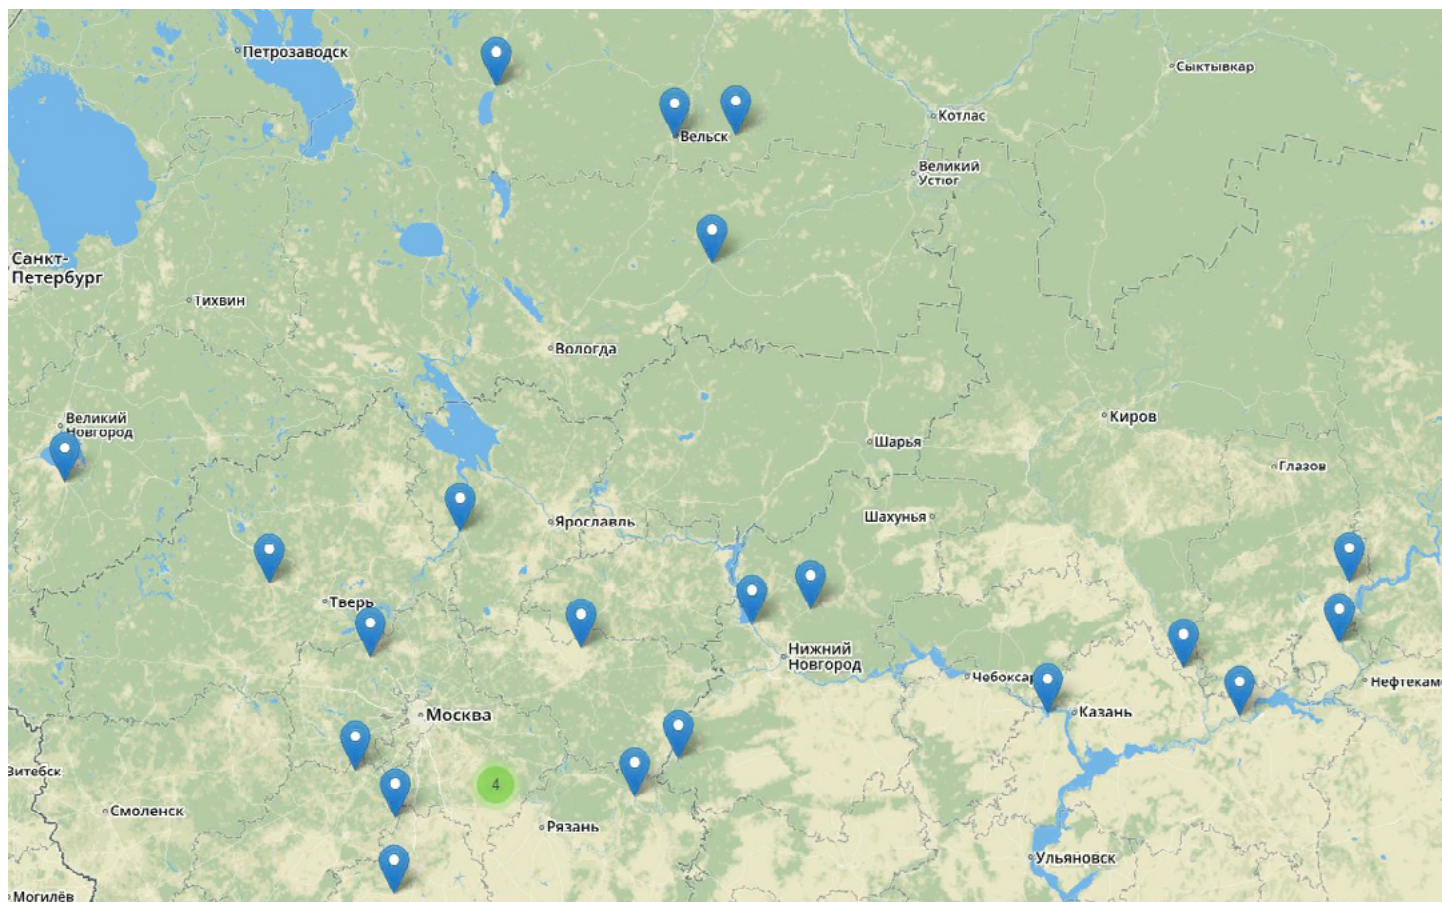 Петрозаводск
Сыктывкар
Котлас
Вельск
Великий
Устюг
Санкт-
Петербург
Тихвин
Вологда
Великий
Новгород
Киров
Шарья
Глазов
Шахунья
Ярославль
Тверь
Нижний
Новгород
Чебоксар
Нефтекам
Казань
Москва
Витебск
4
Смоленск
Рязань
Ульяновск
Могилёв